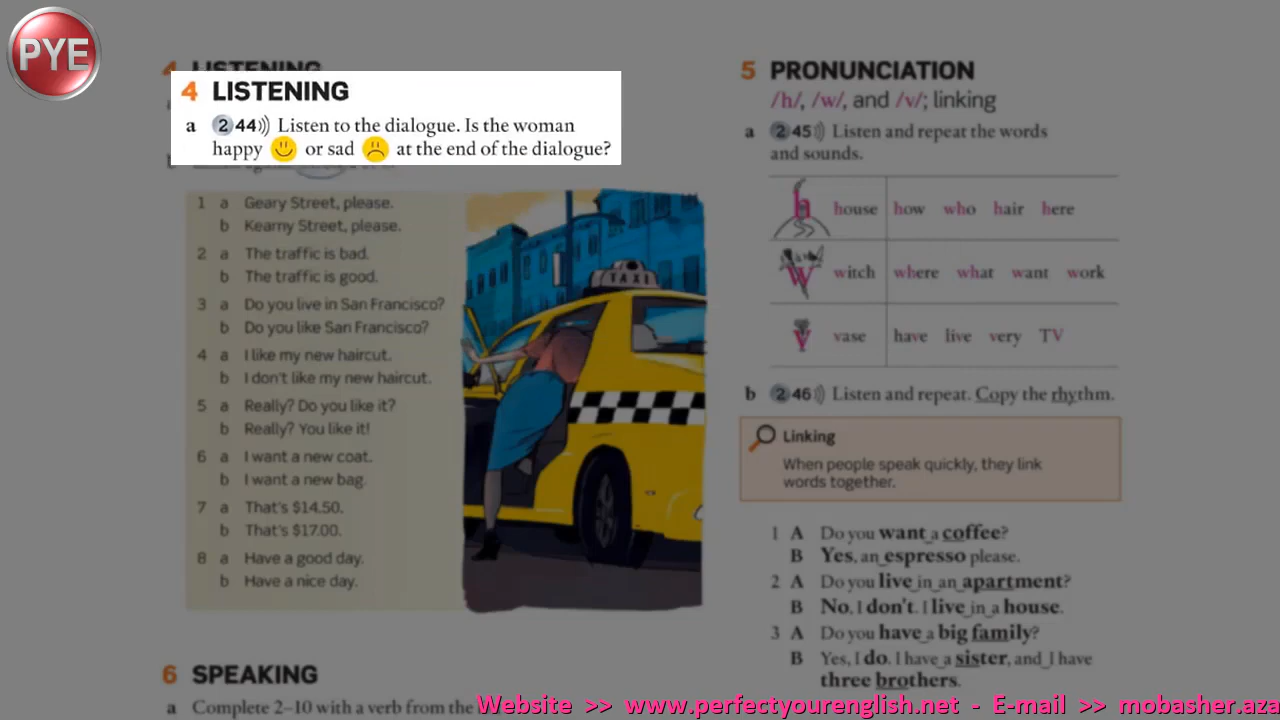 PYE
4 LISTENING
4 LISTENING
a 2 44 Listen to the dialogue. Is the woman
happy or sad at the end of the dialogue?
1 a Geary Street, please.
b Kearny Street, please.
2 a The traffic is bad.
b The traffic is good.
3 a Do you live in San Francisco?
b Do you like San Francisco?
4 a I like my new haircut.
b I don't like my new haircut.
5 a Really? Do you like it?
b Really? You like it!
6 a I want a new coat.
b I want a new bag.
7 a That's $14.50.
b That's $17.00.
8 a Have a good day.
b Have a nice day.
TAXI
6 SPEAKING
a Complete 2–10 with a verb from the
5 PRONUNCIATION
/h/, /w/, and /v/; linking
a 2 45 Listen and repeat the words
and sounds.
h house how who hair here
w witch where what want work
v vase have live very TV
b 2 46 Listen and repeat. Copy the rhythm.
Linking
When people speak quickly, they link
words together.
1 A Do you want a coffee?
B Yes, an espresso please.
2 A Do you live in an apartment?
B No, I don't. I live in a house.
3 A Do you have a big family?
B Yes, I do. I have a sister, and I have
three brothers.
Website >> www.perfectyourenglish.net - E-mail >> mobasher.aza